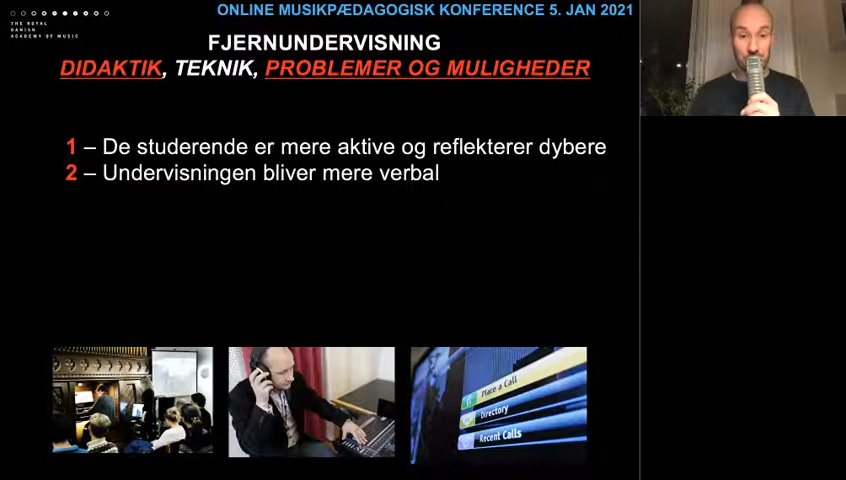 ONLINE MUSIKPÆDAGOGISK KONFERENCE 5. JAN 2021
THE ROYAL
DANISH
ACADEMY OF MUSIC
FJERNUNDERVISNING
DIDAKTIK, TEKNIK, PROBLEMER OG MULIGHEDER
1 – De studerende er mere aktive og reflekterer dybere
2 – Undervisningen bliver mere verbal
Place a Call
Directory
Recent Calls